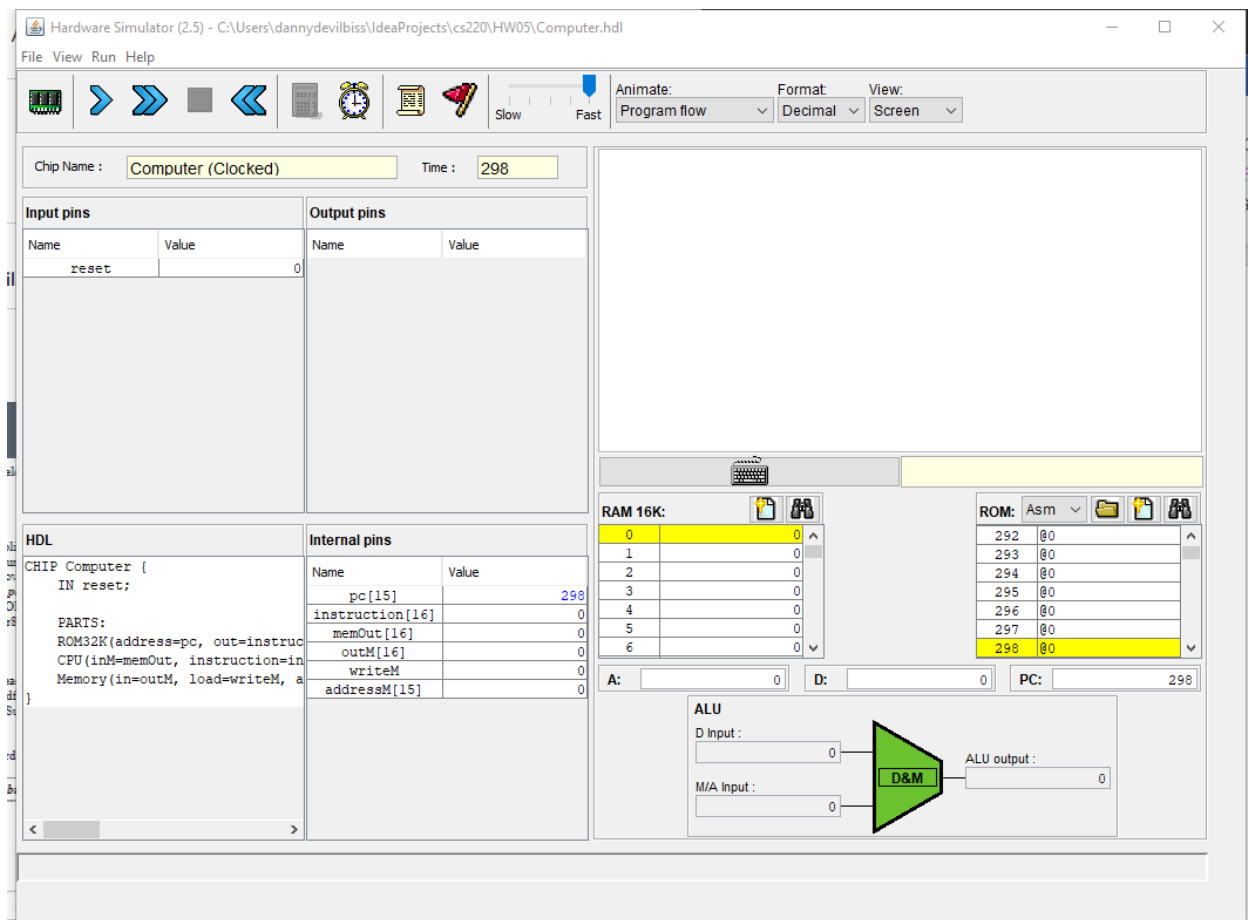 Hardware Simulator (2.5) - C:\Users\dannydevilbiss\IdeaProjects\cs220\HW05\Computer.hdl
File View Run Help
Slow Fast
Animate: Format: View:
Program flow Decimal Screen
Chip Name : Computer (Clocked) Time : 298
Input pins
Name Value
reset 0
Output pins
Name Value
HDL
CHIP Computer {
IN reset;
PARTS:
ROM32K(address=pc, out=instruc
CPU(inM=memOut, instruction=in
Memory(in=outM, load=writeM, a
}
Internal pins
Name Value
pc[15] 298
instruction[16] 0
memOut[16] 0
outM[16] 0
writeM 0
addressM[15] 0
RAM 16K:
0 0
1 0
2 0
3 0
4 0
5 0
6 0
ROM: Asm
292 @0
293 @0
294 @0
295 @0
296 @0
297 @0
298 @0
A: 0 D: 0 PC: 298
ALU
D Input :
0
M/A Input :
0
D&M
ALU output :
0